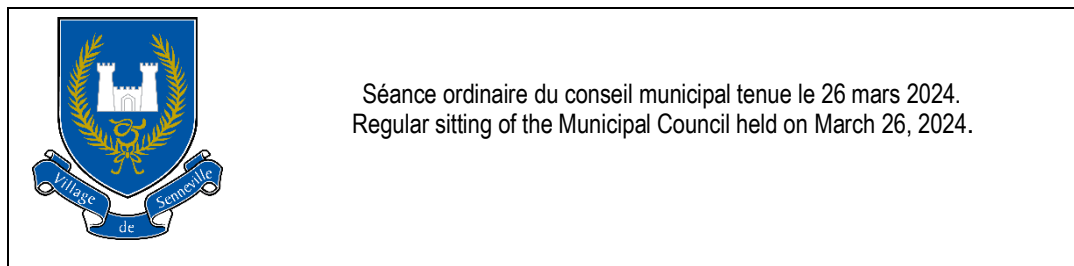 Séance ordinaire du conseil municipal tenue le 26 mars 2024.
Regular sitting of the Municipal Council held on March 26, 2024.
Village
de
Senneville